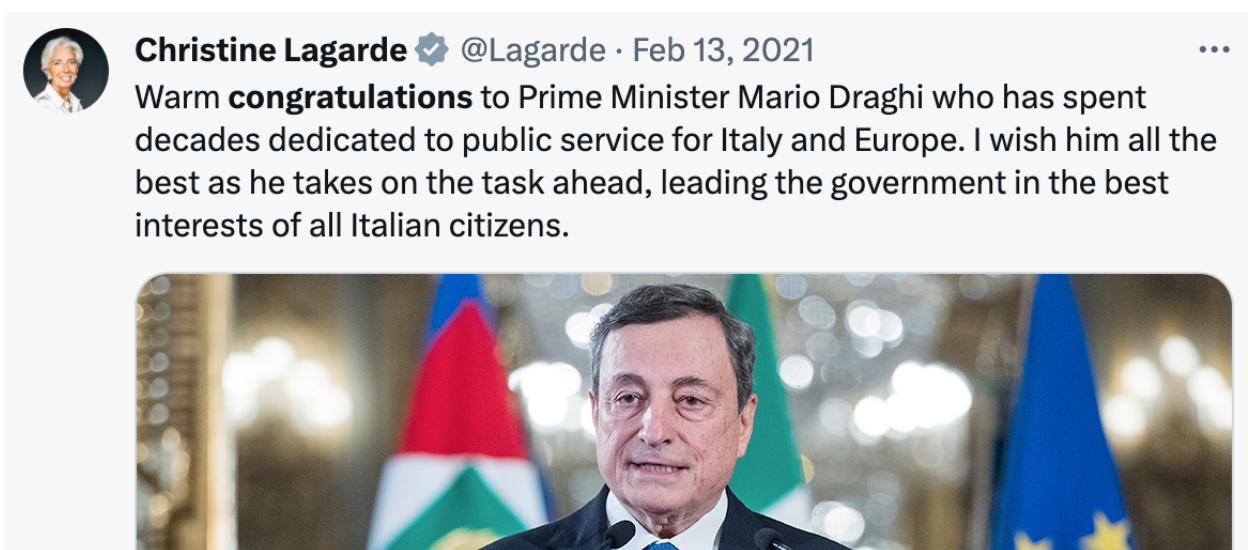 Christine Lagarde @Lagarde · Feb 13, 2021
Warm congratulations to Prime Minister Mario Draghi who has spent
decades dedicated to public service for Italy and Europe. I wish him all the
best as he takes on the task ahead, leading the government in the best
interests of all Italian citizens.